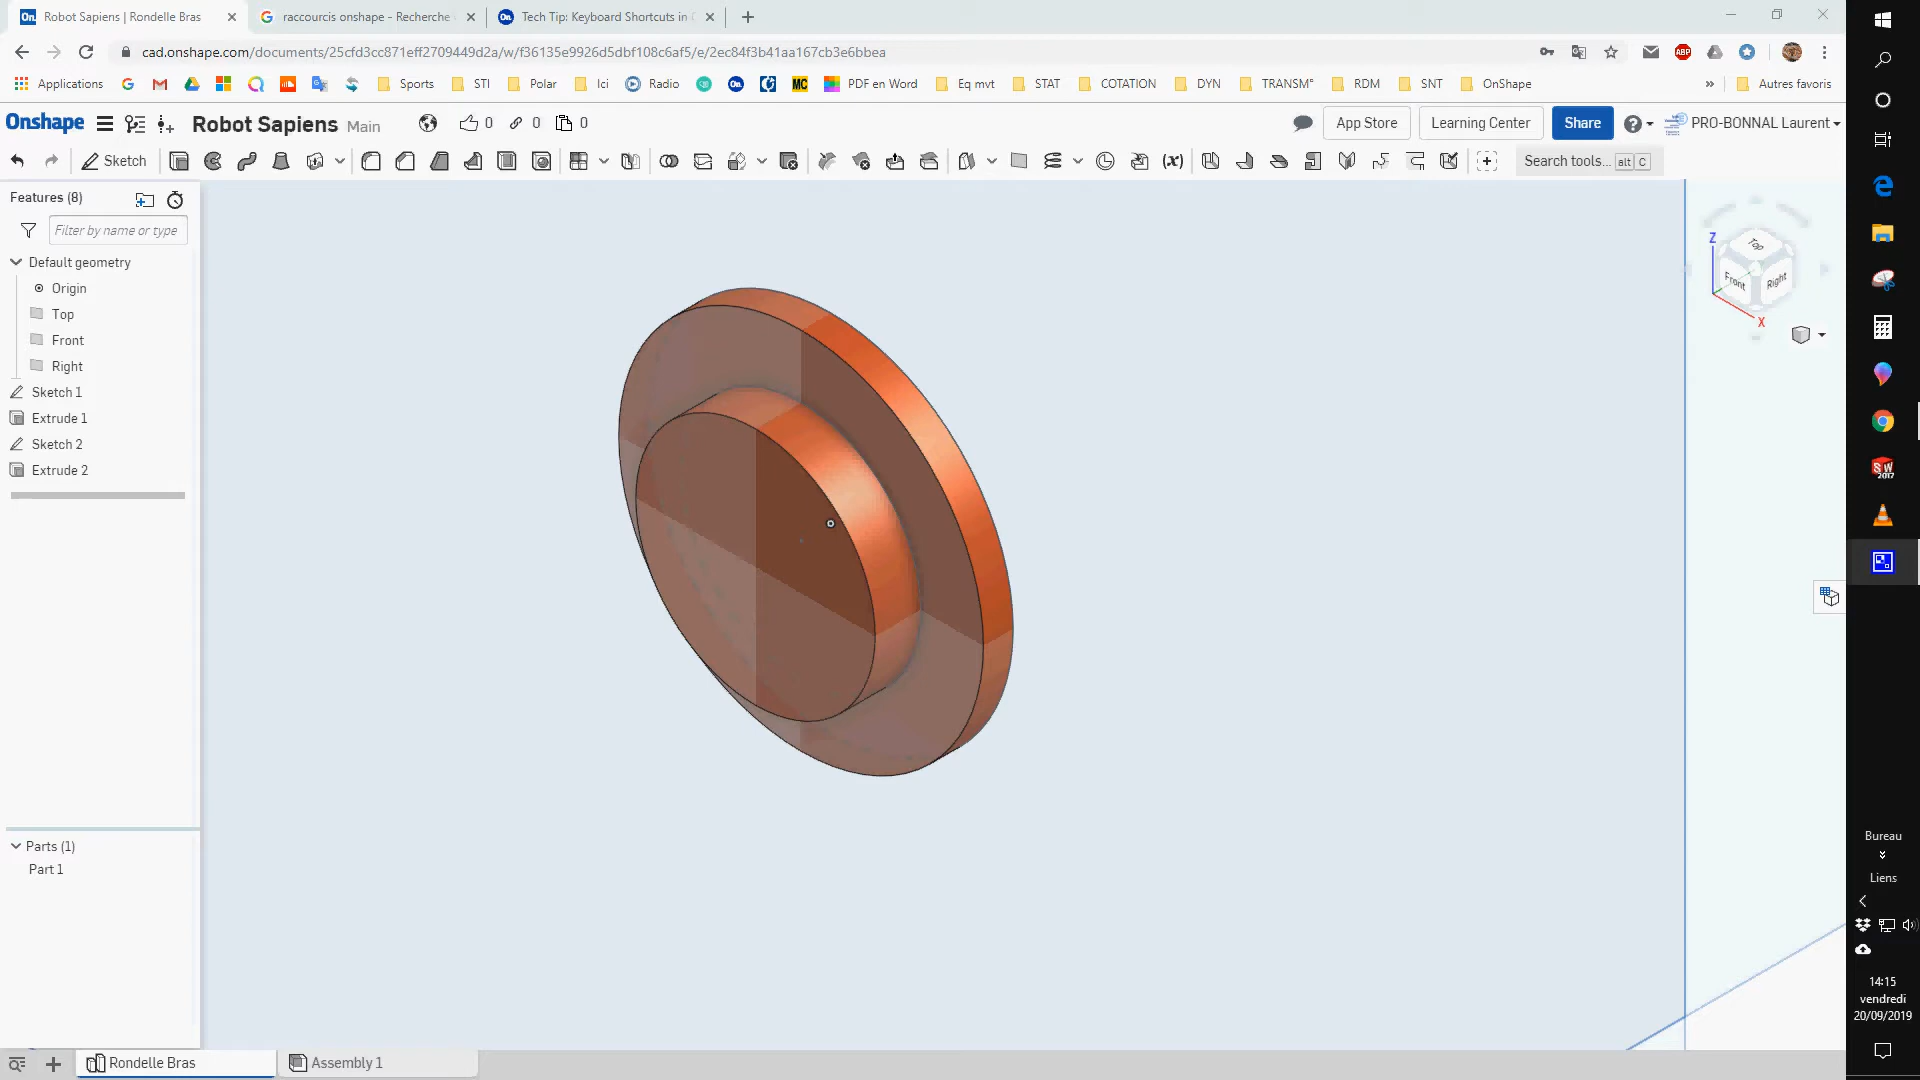 Robot Sapiens | Rondelle Bras
raccourcis onshape - Recherche
Tech Tip: Keyboard Shortcuts in
cad.onshape.com/documents/25cfd3cc871eff2709449d2a/w/f36135e9926d5dbf108c6af5/e/2ec84f3b41aa167cb3e6bbea
ABP
Applications
Sports
STI
Polar
Ici
Radio
MC
PDF en Word
Eq mvt
STAT
COTATION
DYN
TRANSM°
RDM
SNT
OnShape
»
Autres favoris
Onshape
Robot Sapiens Main
0
0
0
App Store
Learning Center
Share
PRO-BONNAL Laurent
Sketch
(x)
Search tools... alt C
Features (8)
Filter by name or type
Default geometry
Origin
Top
Front
Right
Sketch 1
Extrude 1
Sketch 2
Extrude 2
Z
Top
Front
Right
X
Parts (1)
Part 1
SW
2017
Bureau
Liens
14:15
vendredi
20/09/2019
Rondelle Bras
Assembly 1